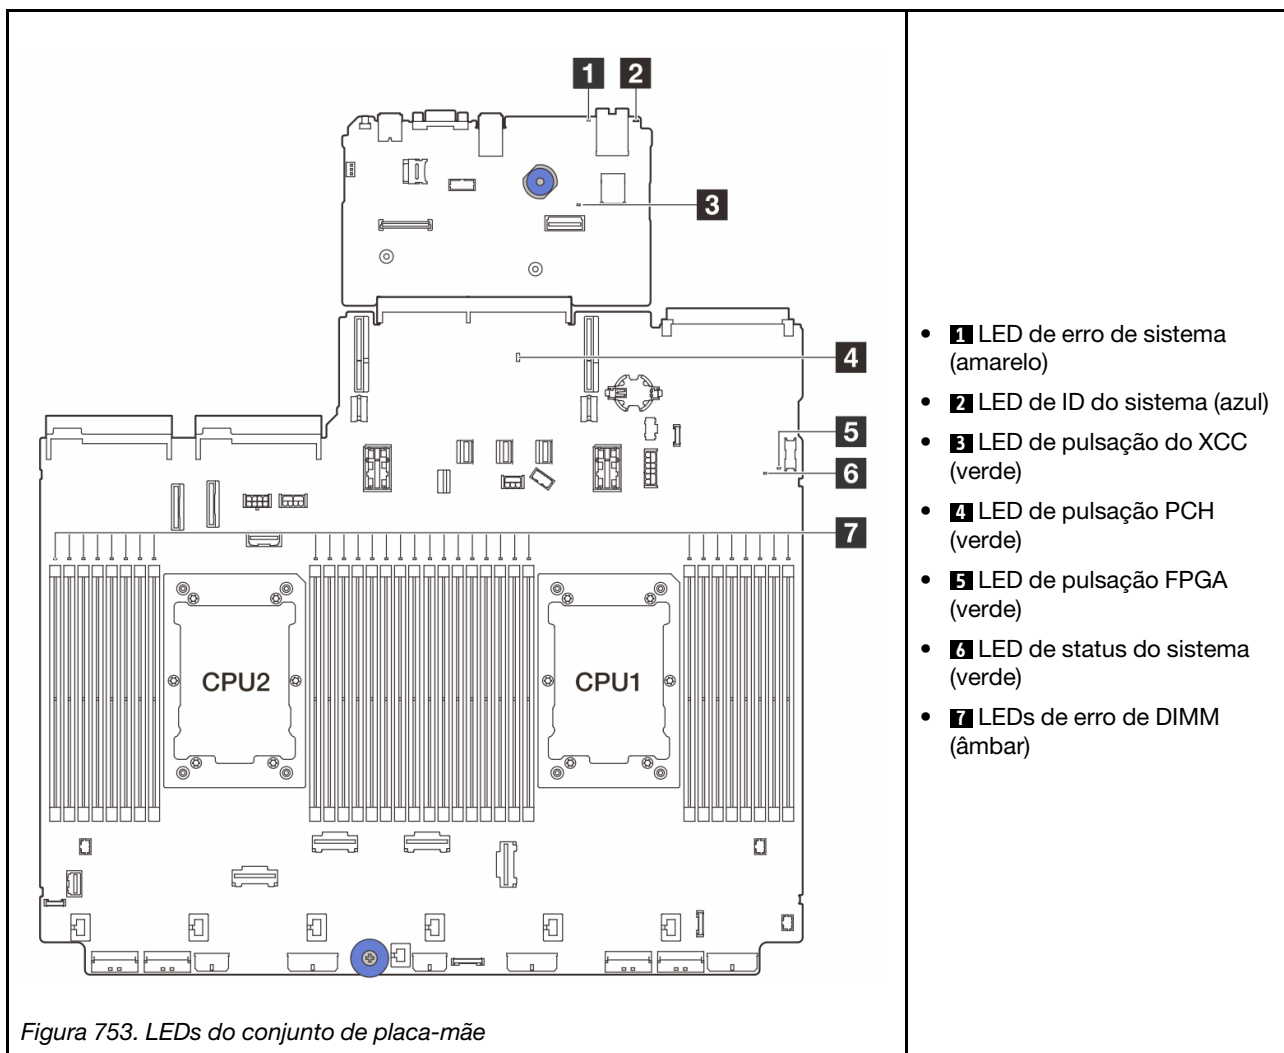 1 2
3
4
5
6
7
CPU2 CPU1
Figura 753. LEDs do conjunto de placa-mãe
• 1 LED de erro de sistema
(amarelo)
• 2 LED de ID do sistema (azul)
• 3 LED de pulsação do XCC
(verde)
• 4 LED de pulsação PCH
(verde)
• 5 LED de pulsação FPGA
(verde)
• 6 LED de status do sistema
(verde)
• 7 LEDs de erro de DIMM
(âmbar)